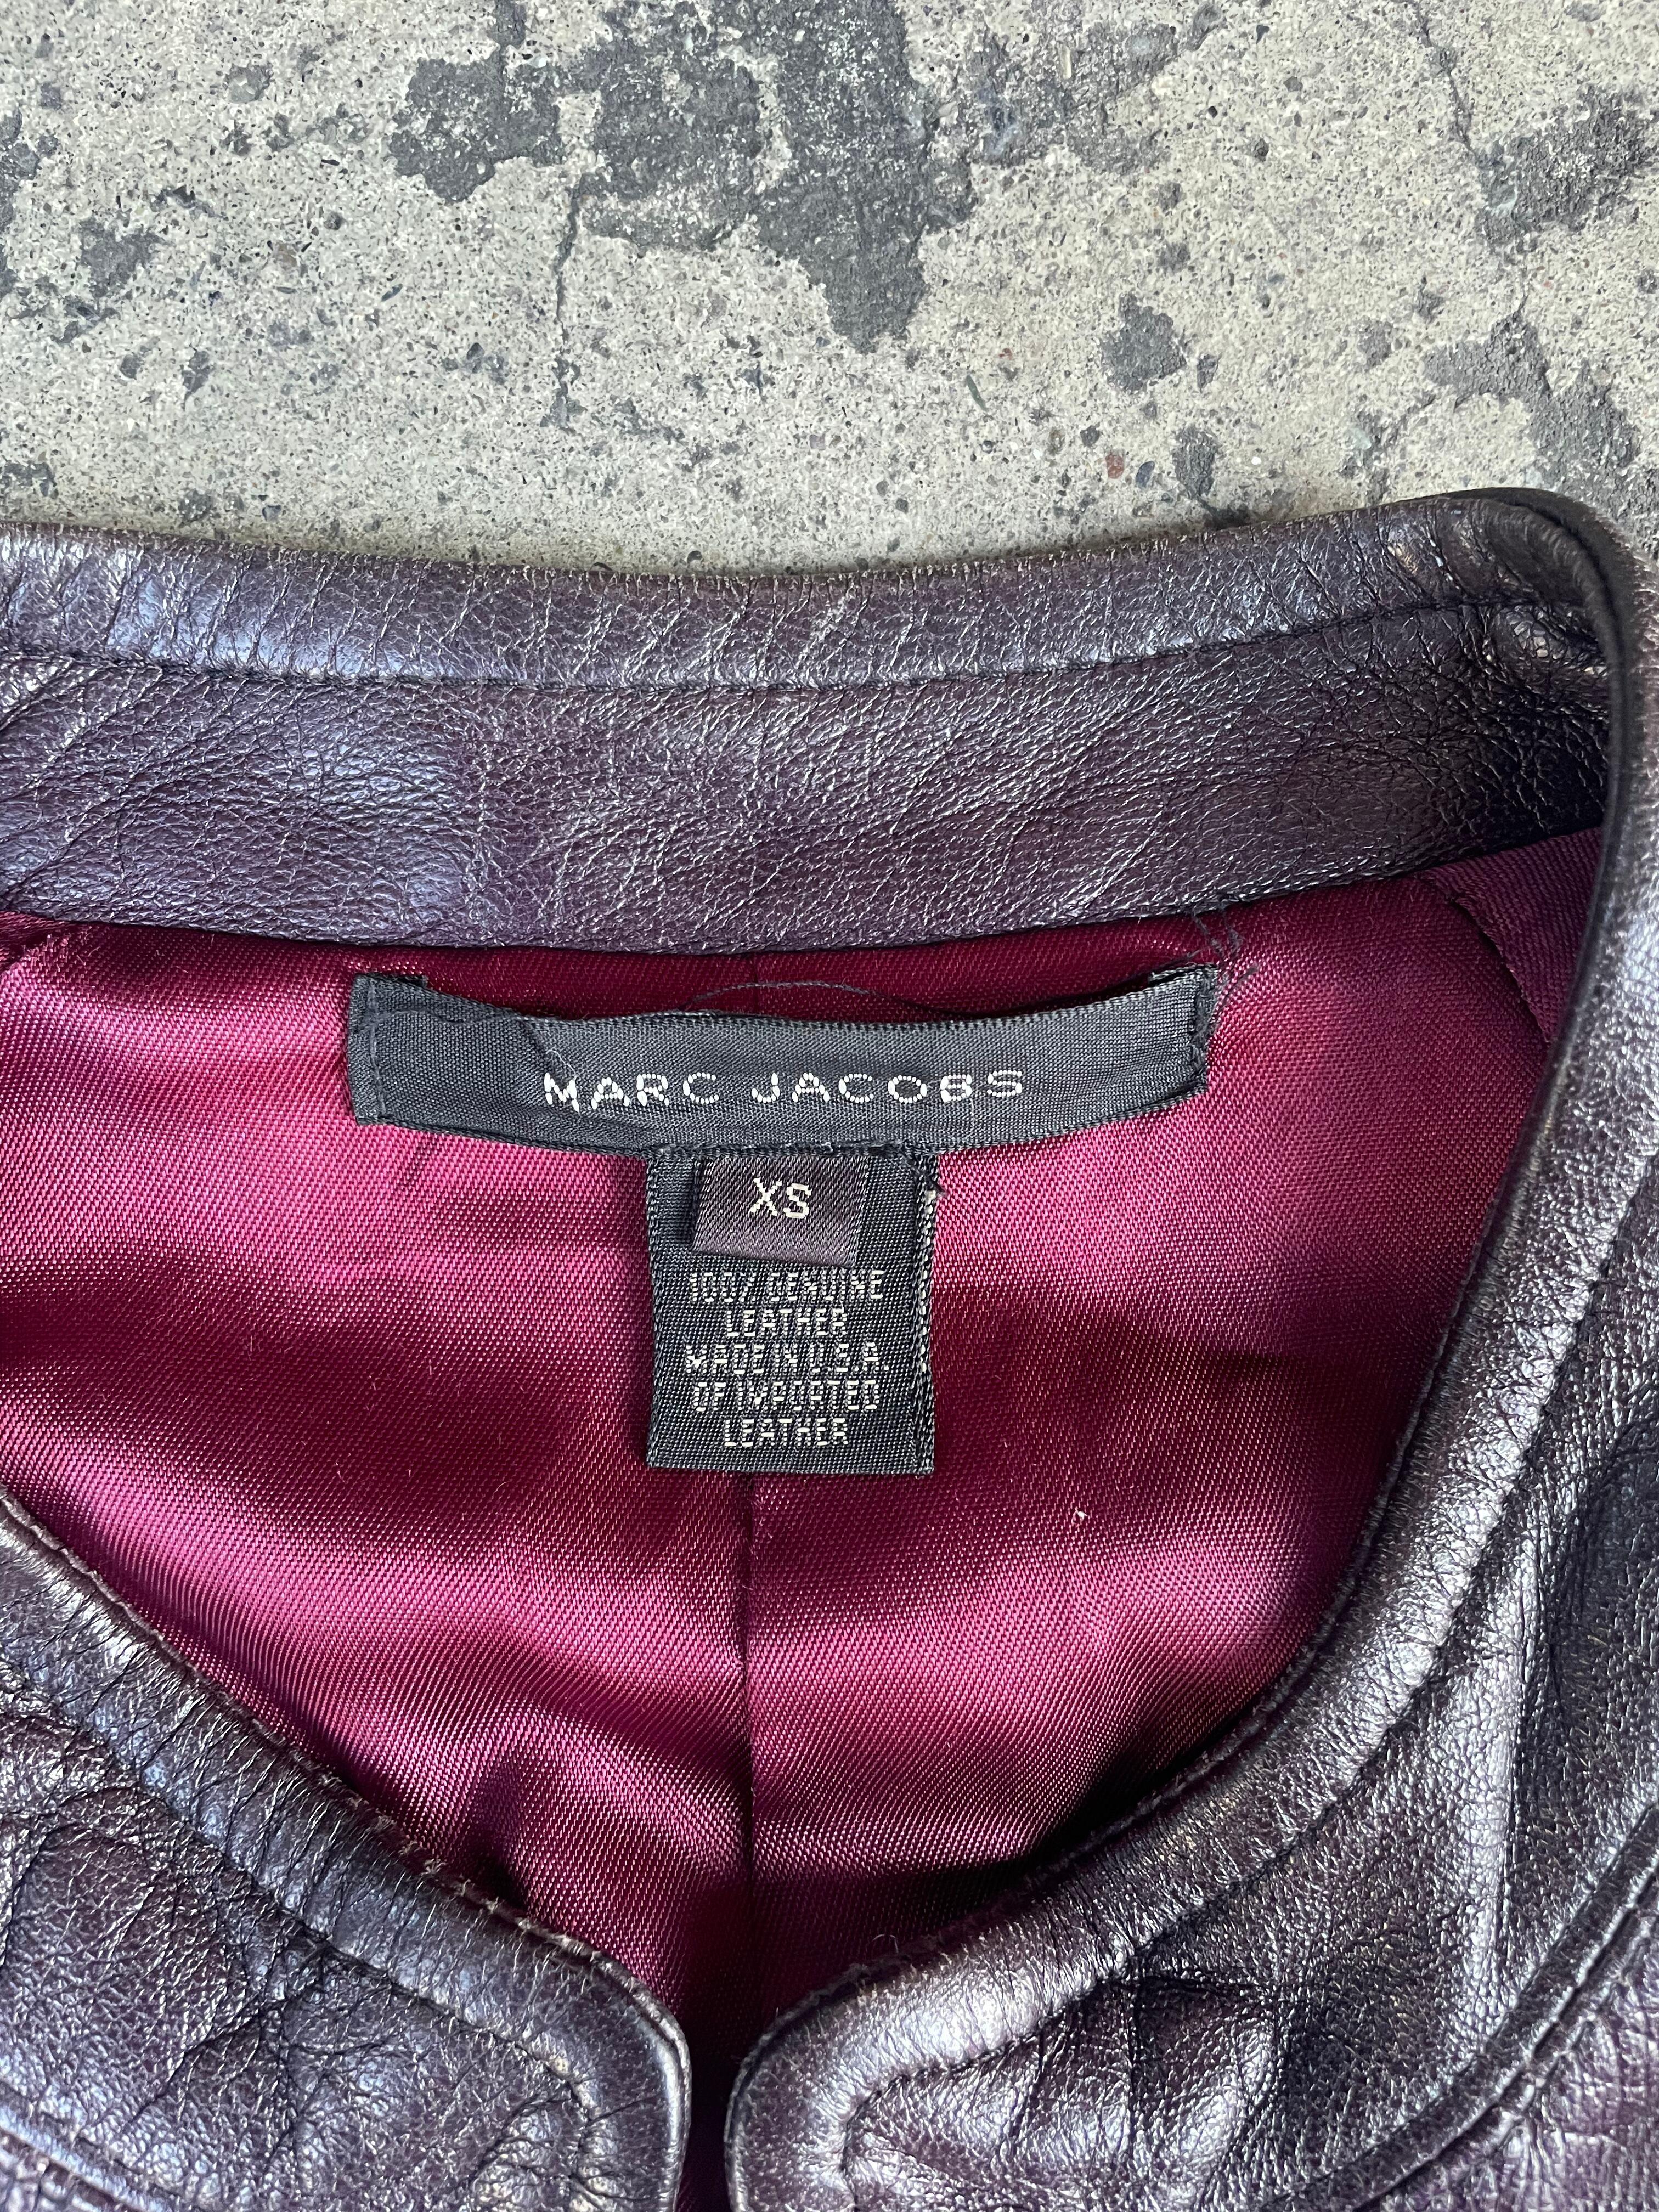 MARC JACOBS
XS
100% GENUINE
LEATHER
MADE IN U.S.A.
OF IMPORTED
LEATHER